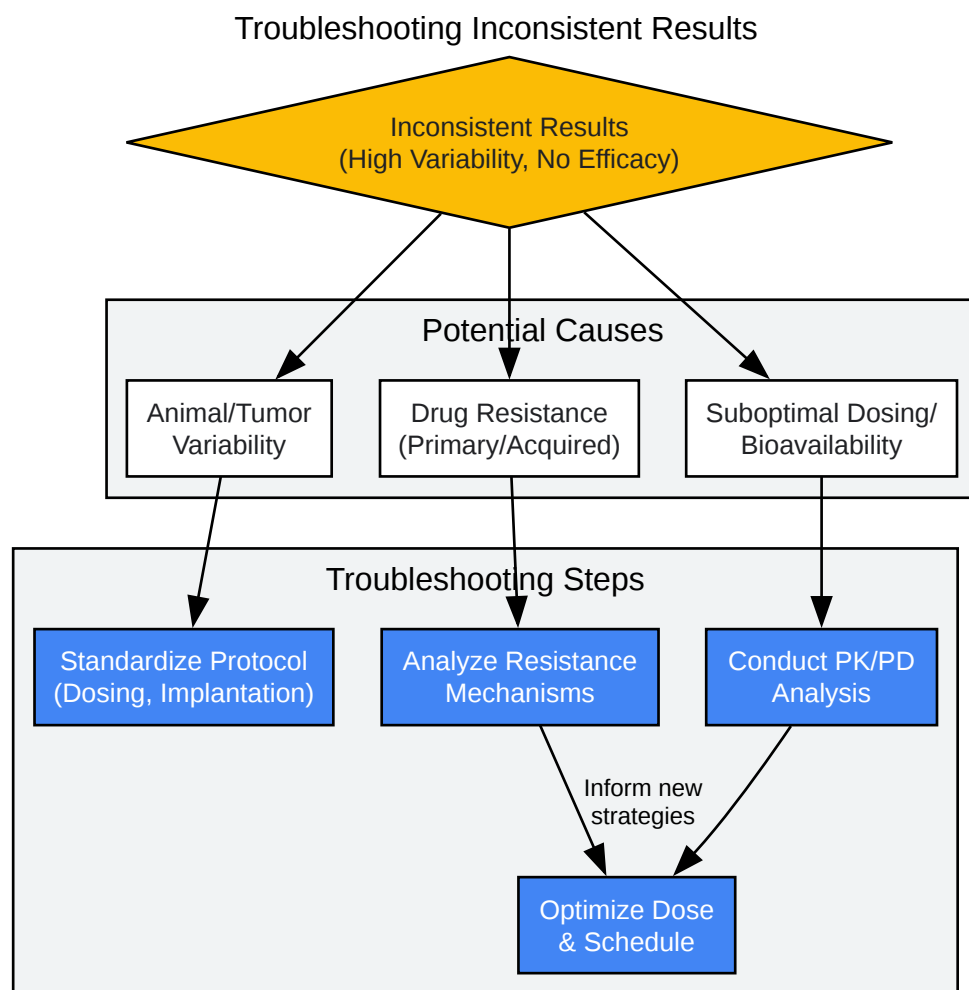 Troubleshooting Inconsistent Results
Inconsistent Results
(High Variability, No Efficacy)
Potential Causes
Animal/Tumor
Variability
Drug Resistance
(Primary/Acquired)
Suboptimal Dosing/
Bioavailability
Troubleshooting Steps
Standardize Protocol
(Dosing, Implantation)
Analyze Resistance
Mechanisms
Conduct PK/PD
Analysis
Inform new
strategies
Optimize Dose
& Schedule